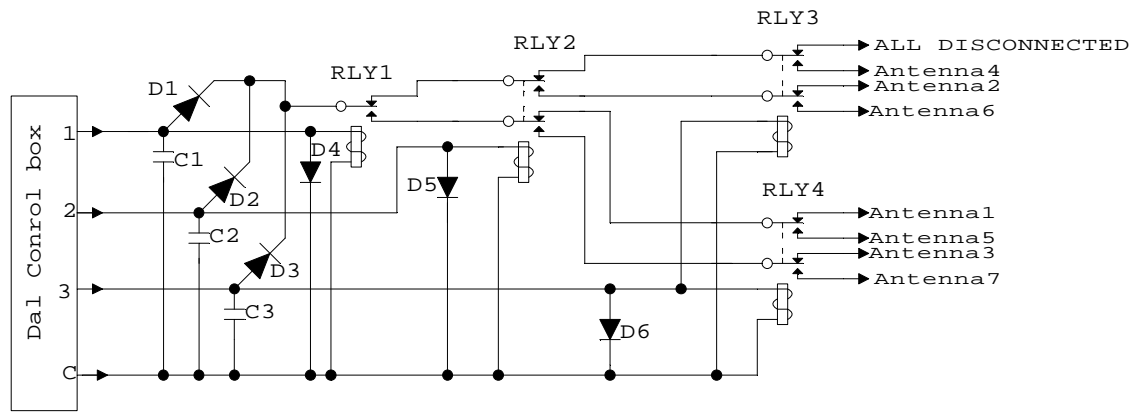 RLY3
RLY2
ALL DISCONNECTED
RLY1
Antenna4
D1
Antenna2
Antenna6
Dal Conrol box
1
C1
D4
D5
RLY4
D2
2
Antenna1
C2
Antenna5
D3
Antenna3
Antenna7
3
C3
D6
C